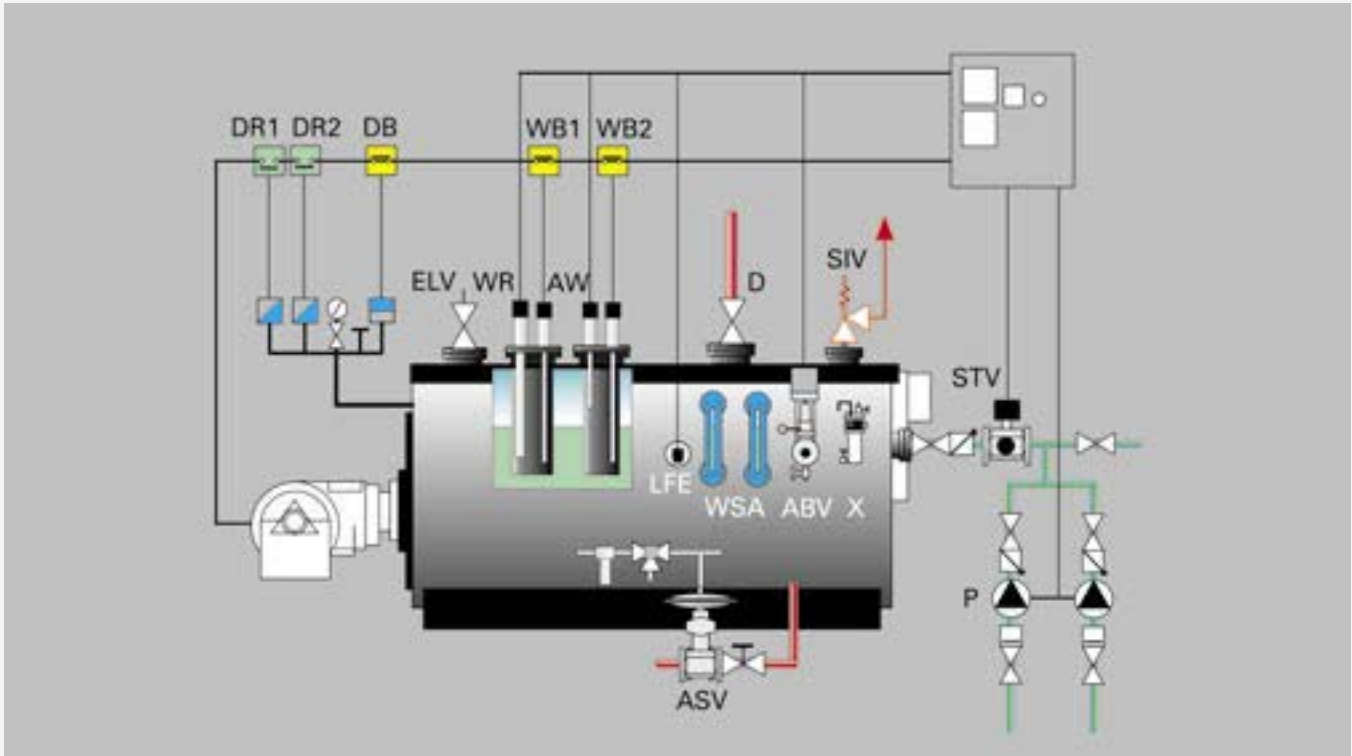 DR1 DR2 DB WB1 WB2
ELV WR AW D SIV
STV
LFE
WSA ABV X
P
ASV